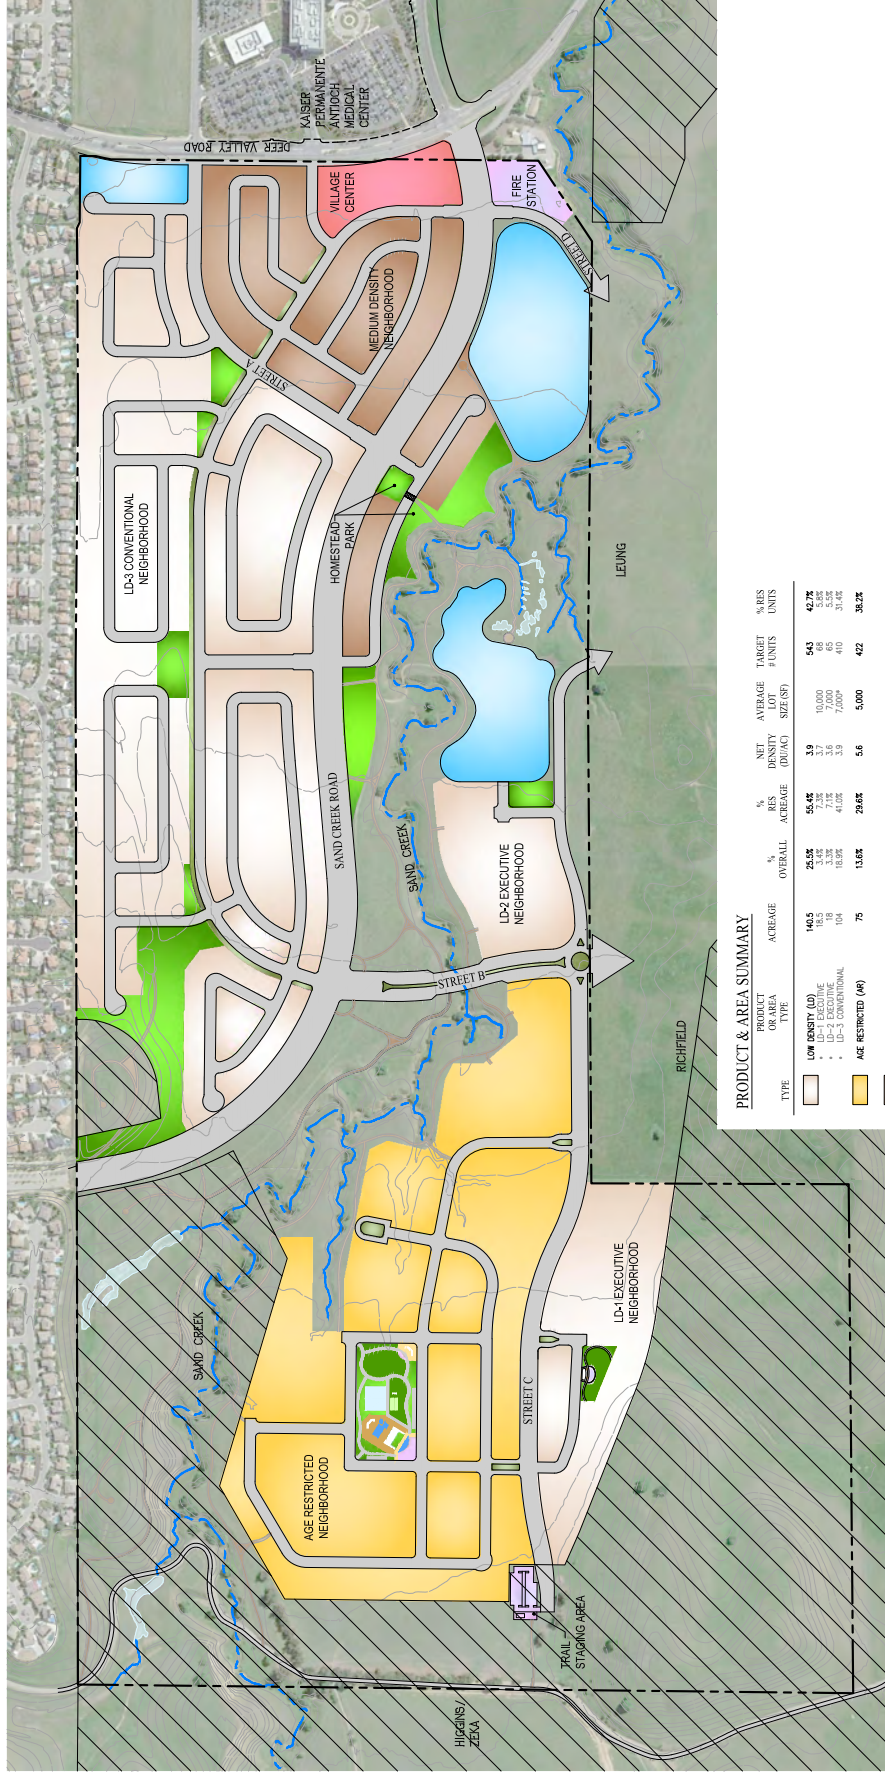 KAISER
PERMANENTE
ANTIOCH
MEDICAL
CENTER
DEER VALLEY ROAD
VILLAGE
CENTER
FIRE
STATION
STREET D
MEDIUM DENSITY
NEIGHBORHOOD
STREET A
LD-3 CONVENTIONAL
NEIGHBORHOOD
HOMESTEAD
PARK
LEUNG
SAND CREEK ROAD
SAND CREEK
LD-2 EXECUTIVE
NEIGHBORHOOD
STREET B
RICHFIELD
LD-1 EXECUTIVE
NEIGHBORHOOD
SAND CREEK
STREET C
AGE RESTRICTED
NEIGHBORHOOD
TRAIL
STAGING AREA
HIGGINS/
ZEKA
PRODUCT & AREA SUMMARY
TYPE PRODUCT OR AREA TYPE ACREAGE % OVERALL % RES ACREAGE NET DENSITY (DU/AC) AVERAGE LOT SIZE (SF) TARGET # UNITS % RES UNITS
LOW DENSITY (LD) 140.5 25.5% 55.4% 3.9 543 42.7%
* LD-1 EXECUTIVE 18.5 3.4% 7.3% 3.7 10,000 68 5.8%
* LD-2 EXECUTIVE 18 3.3% 7.1% 3.6 7,000 65 5.5%
* LD-3 CONVENTIONAL 104 18.9% 41.0% 3.9 7,000* 410 31.4%
AGE RESTRICTED (AR) 75 13.6% 29.6% 5.6 5,000 422 38.2%